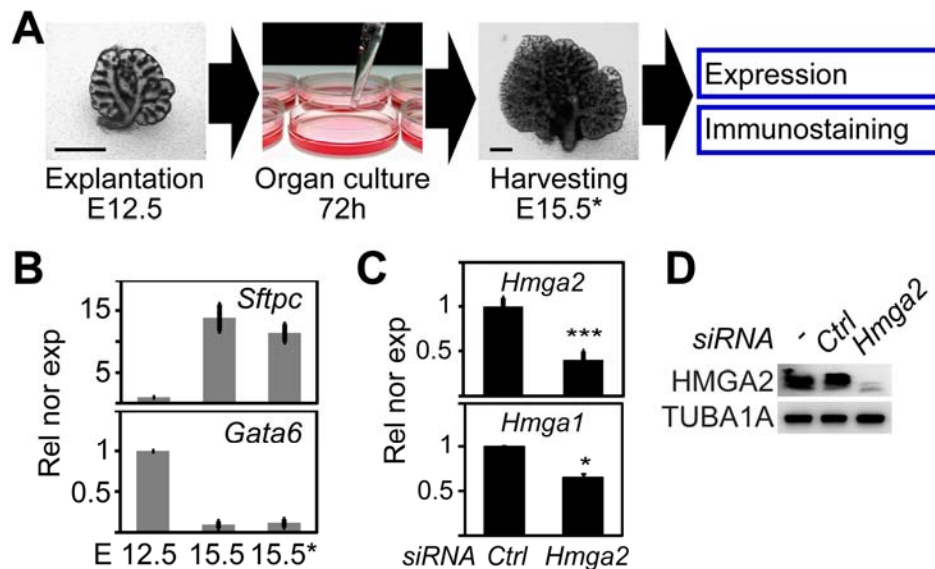 A
Explantation
E12.5
Organ culture
72h
Harvesting
E15.5*
Expression
Immunostaining
B
Rel nor exp
Sftpc
15
5
Gata6
1
0.5
E 12.5 15.5 15.5*
C
Rel nor exp
Hmga2
1
0.5
***
Hmga1
1
0.5
*
siRNA Ctrl Hmga2
D
siRNA - Ctrl Hmga2
HMGA2
TUBA1A